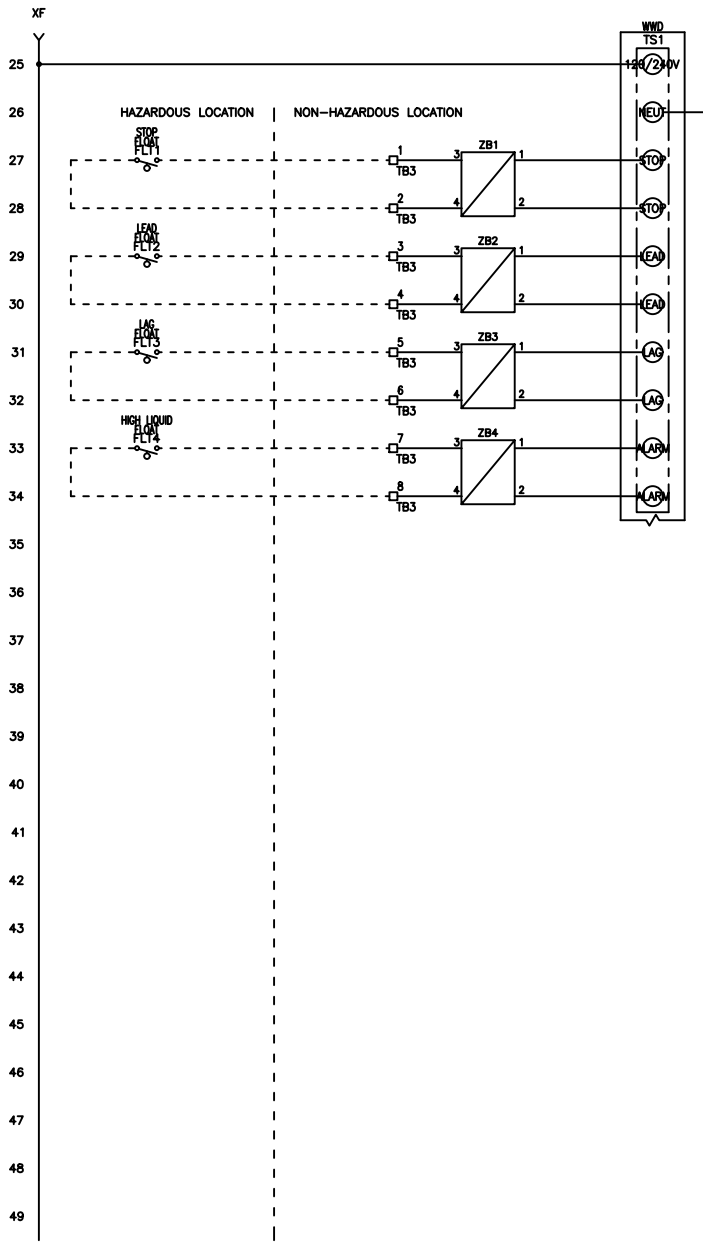 XF
WWD
TS1
25
120/240V
26
HAZARDOUS LOCATION
NON-HAZARDOUS LOCATION
NEUT
STOP
FLOAT
FLT1
27
1
TB3
3
ZB1
1
STOP
28
2
TB3
4
2
STOP
LEAD
FLOAT
FLT2
29
3
TB3
3
ZB2
1
LEAD
30
4
TB3
4
2
LEAD
LAG
FLOAT
FLT3
31
5
TB3
3
ZB3
1
LAG
32
6
TB3
4
2
LAG
HIGH LIQUID
FLOAT
FLT4
33
7
TB3
3
ZB4
1
ALARM
34
8
TB3
4
2
ALARM
35
36
37
38
39
40
41
42
43
44
45
46
47
48
49